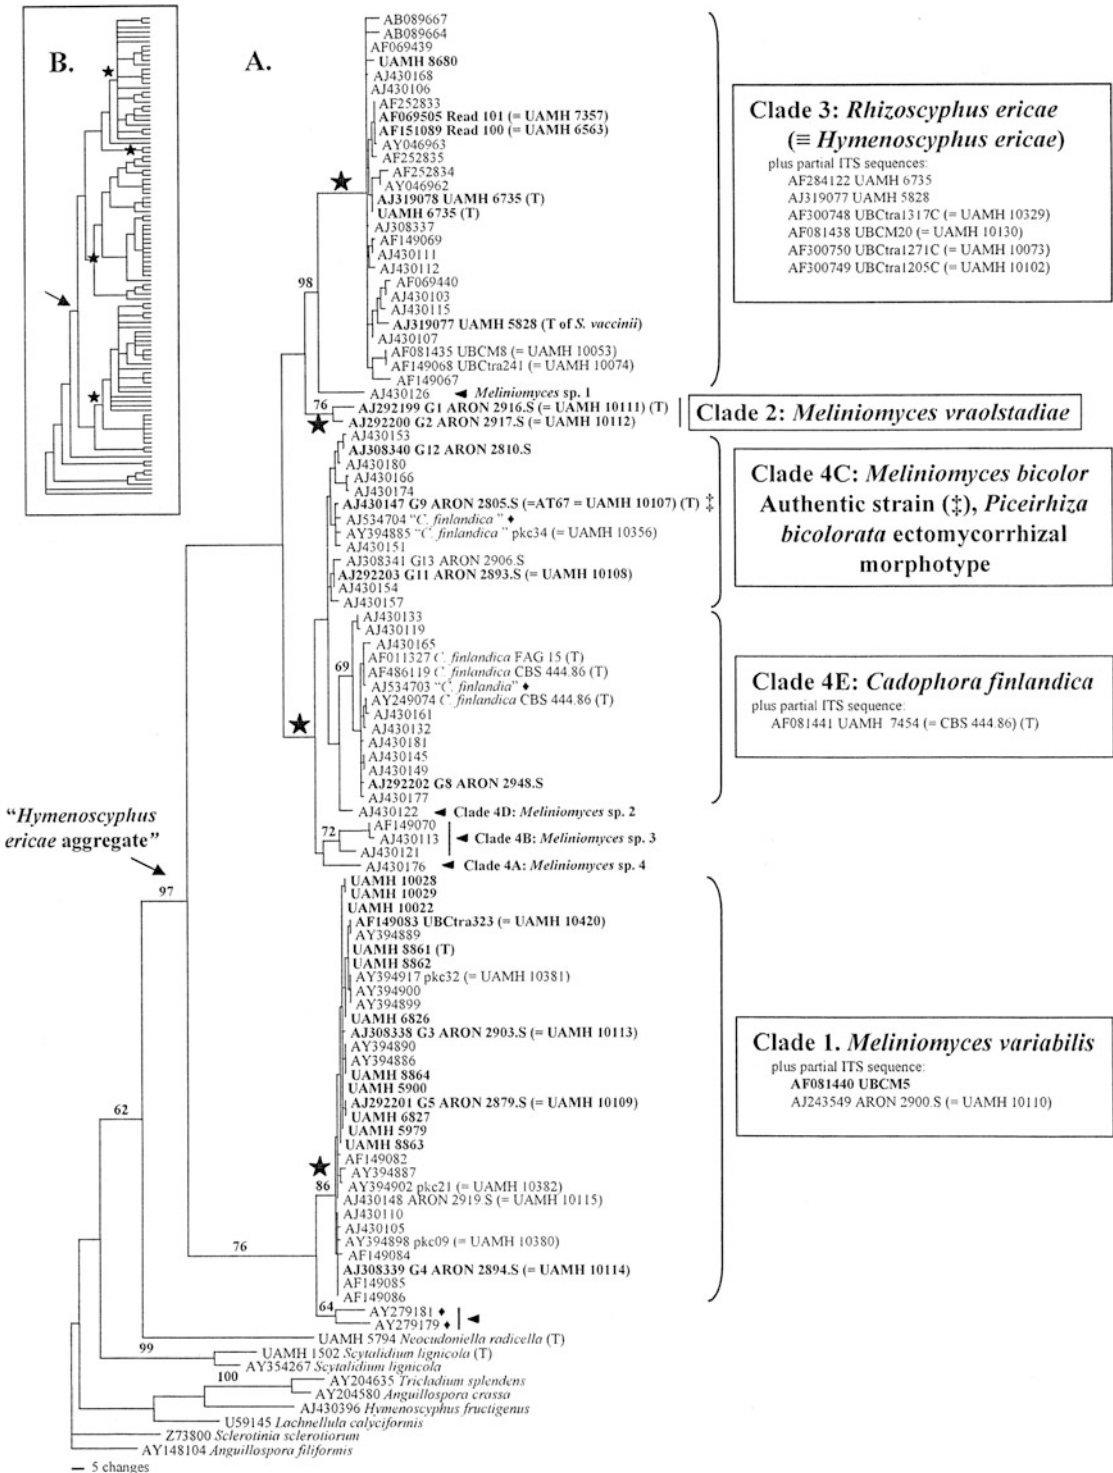 B.
A.
AB089667
AB089664
AF069439
UAMH 8680
AJ430168
AJ430106
AF252833
AF069505 Read 101 (= UAMH 7357)
AF151089 Read 100 (= UAMH 6563)
AY046963
AF252835
AF252834
AY046962
AJ319078 UAMH 6735 (T)
UAMH 6735 (T)
AJ308337
AF149069
AJ430111
AJ430112
AF069440
AJ430103
AJ430115
AJ319077 UAMH 5828 (T of S. vaccinii)
AJ430107
AF081435 UBCM8 (= UAMH 10053)
AF149068 UBCtra241 (= UAMH 10074)
AF149067
98
Clade 3: Rhizoscyphus ericae
(≡ Hymenoscyphus ericae)
plus partial ITS sequences:
AF284122 UAMH 6735
AJ319077 UAMH 5828
AF300748 UBCtra1317C (= UAMH 10329)
AF081438 UBCM20 (= UAMH 10130)
AF300750 UBCtra1271C (= UAMH 10073)
AF300749 UBCtra1205C (= UAMH 10102)
AJ430126 ◄ Meliniomyces sp. 1
76
AJ292199 G1 ARON 2916.S (= UAMH 10111) (T)
AJ292200 G2 ARON 2917.S (= UAMH 10112)
Clade 2: Meliniomyces vraolstadiae
AJ430153
AJ308340 G12 ARON 2810.S
AJ430180
AJ430166
AJ430174
AJ430147 G9 ARON 2805.S (=AT67 = UAMH 10107) (T) ‡
AJ534704 "C. finlandica" ♦
AY394885 "C. finlandica" pkc34 (= UAMH 10356)
AJ430151
AJ308341 G13 ARON 2906.S
AJ292203 G11 ARON 2893.S (= UAMH 10108)
AJ430154
AJ430157
Clade 4C: Meliniomyces bicolor
Authentic strain (‡), Piceirhiza
bicolorata ectomycorrhizal
morphotype
AJ430133
AJ430119
AJ430165
69
AF011327 C. finlandica FAG 15 (T)
AF486119 C. finlandica CBS 444.86 (T)
AJ534703 "C. finlandia" ♦
AY249074 C. finlandica CBS 444.86 (T)
AJ430161
AJ430132
AJ430181
AJ430145
AJ430149
AJ292202 G8 ARON 2948.S
AJ430177
Clade 4E: Cadophora finlandica
plus partial ITS sequence:
AF081441 UAMH 7454 (= CBS 444.86) (T)
AJ430122 ◄ Clade 4D: Meliniomyces sp. 2
72
AF149070
AJ430113 ◄ Clade 4B: Meliniomyces sp. 3
AJ430121
AJ430176 ◄ Clade 4A: Meliniomyces sp. 4
"Hymenoscyphus
ericae aggregate"
97
UAMH 10028
UAMH 10029
UAMH 10022
AF149083 UBCtra323 (= UAMH 10420)
AY394889
UAMH 8861 (T)
UAMH 8862
AY394917 pkc32 (= UAMH 10381)
AY394900
AY394899
UAMH 6826
AJ308338 G3 ARON 2903.S (= UAMH 10113)
AY394890
AY394886
UAMH 8864
UAMH 5900
AJ292201 G5 ARON 2879.S (= UAMH 10109)
UAMH 6827
UAMH 5979
UAMH 8863
AF149082
AY394887
AY394902 pkc21 (= UAMH 10382)
AJ430148 ARON 2919.S (= UAMH 10115)
AJ430110
AJ430105
AY394898 pkc09 (= UAMH 10380)
AF149084
AJ308339 G4 ARON 2894.S (= UAMH 10114)
AF149085
AF149086
Clade 1. Meliniomyces variabilis
plus partial ITS sequence:
AF081440 UBCM5
AJ243549 ARON 2900.S (= UAMH 10110)
62
86
76
64
AY279181 ♦
AY279179 ♦ ◄
UAMH 5794 Neocudoniella radicella (T)
99
UAMH 1502 Scytalidium lignicola (T)
AY354267 Scytalidium lignicola
100
AY204635 Tricladium splendens
AY204580 Anguillospora crassa
AJ430396 Hymenoscyphus fructigenus
U59145 Lachnellula calyciformis
Z73800 Sclerotinia sclerotiorum
AY148104 Anguillospora filiformis
5 changes